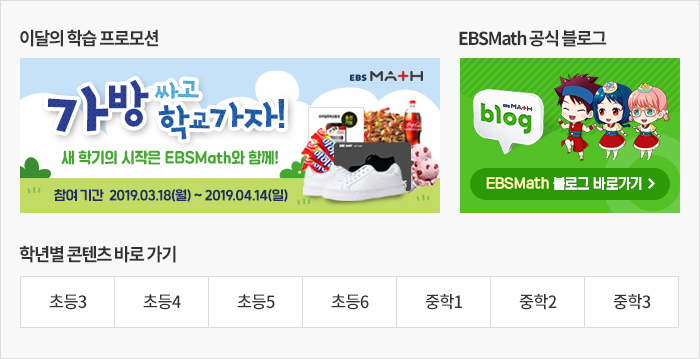 이달의 학습 프로모션
EBS MATH
가방 싸고
학교가자!
새 학기의 시작은 EBSMath와 함께!
참여 기간 2019.03.18(월) ~ 2019.04.14(일)
EBSMath 공식 블로그
EBS MATH
blog
EBSMath 블로그 바로가기 >
학년별 콘텐츠 바로 가기
초등3
초등4
초등5
초등6
중학1
중학2
중학3